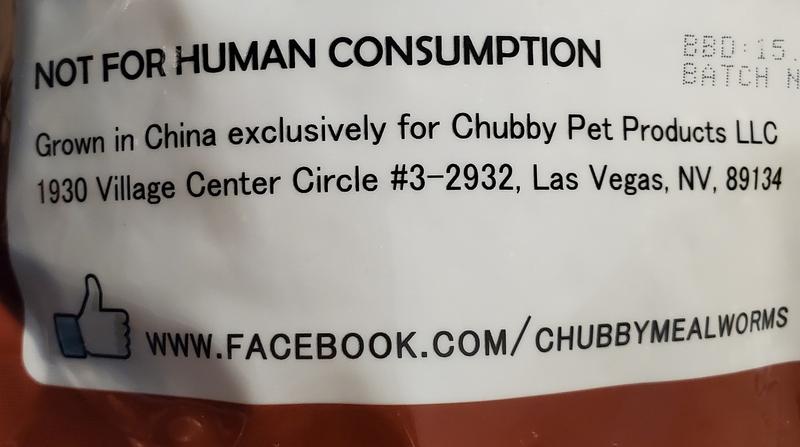 NOT FOR HUMAN CONSUMPTION
BBD:15.
BATCH N
Grown in China exclusively for Chubby Pet Products LLC
1930 Village Center Circle #3-2932, Las Vegas, NV, 89134
WWW.FACEBOOK.COM/CHUBBYMEALWORMS